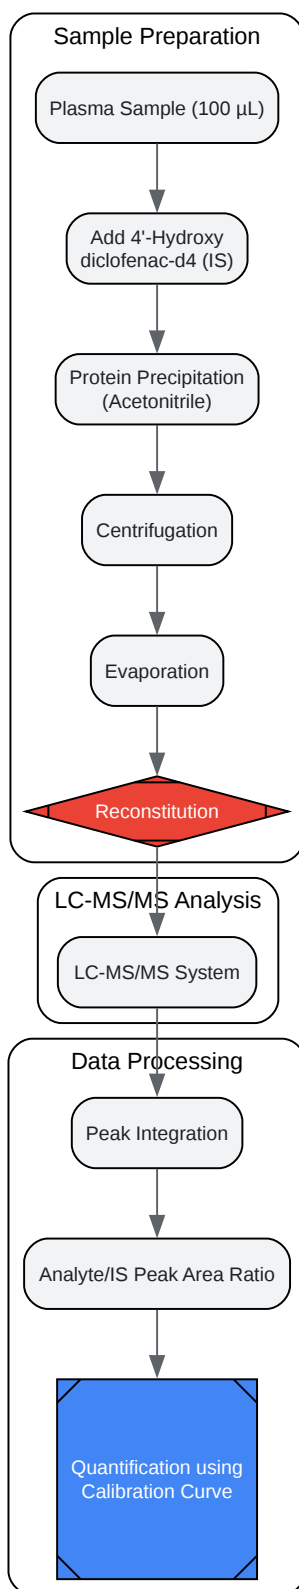 Sample Preparation
Plasma Sample (100 µL)
Add 4'-Hydroxy
diclofenac-d4 (IS)
Protein Precipitation
(Acetonitrile)
Centrifugation
Evaporation
Reconstitution
LC-MS/MS Analysis
LC-MS/MS System
Data Processing
Peak Integration
Analyte/IS Peak Area Ratio
Quantification using
Calibration Curve